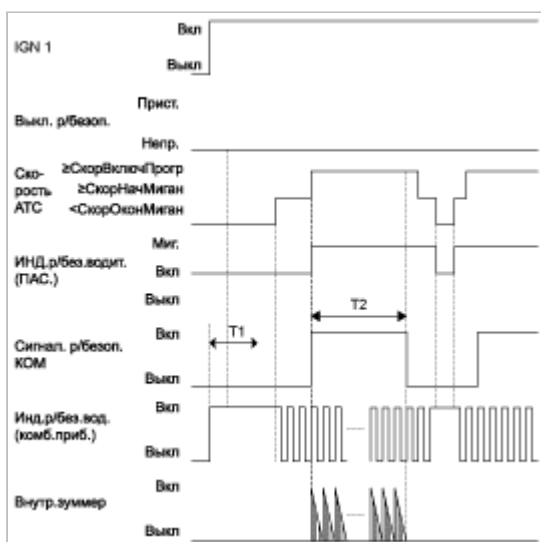 Вкл
IGN 1
Выкл
Прист.
Выкл. р/безоп.
Непр.
Ско-
рость
АТС
≥СкорВключПрогр
≥СкорНачМиган
<СкорОконМиган
Миг.
ИНД.р/без.водит.
(ПАС.)
Вкл
Выкл
T2
Вкл
T1
Сигнал. р/безоп.
КОМ
Выкл
Вкл
Инд.р/без.вод.
(комб.приб.)
Выкл
Вкл
Внутр.зуммер
Выкл